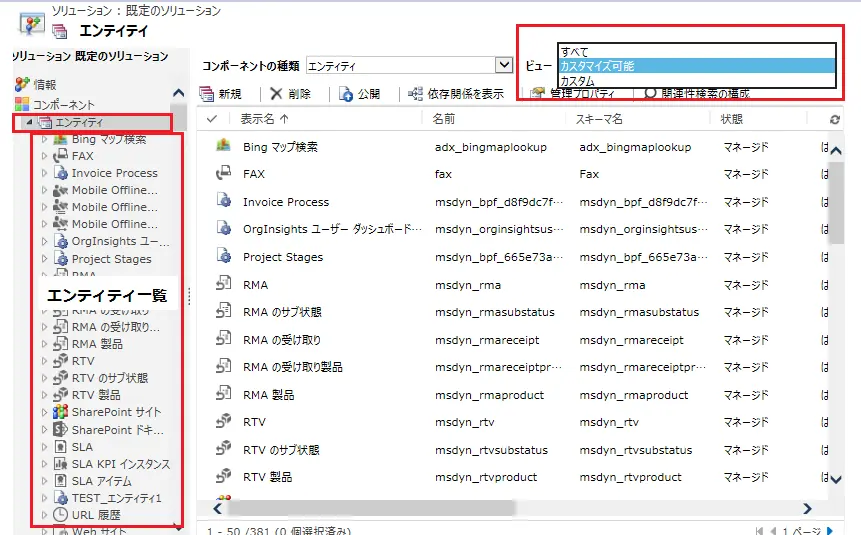 ソリューション : 既定のソリューション
エンティティ
ソリューション 既定のソリューション
情報
コンポーネント
エンティティ
Bing マップ検索
FAX
Invoice Process
Mobile Offline...
Mobile Offline...
Mobile Offline...
OrgInsights ユー...
Project Stages
RMA
エンティティ一覧
RMA の受け取り
RMA の受け取り...
RMA 製品
RTV
RTV のサブ状態
RTV 製品
SharePoint サイト
SharePoint ドキ...
SLA
SLA KPI インスタンス
SLA アイテム
TEST_エンティティ1
URL 履歴
Web サイト
コンポーネントの種類 エンティティ
ビュー
すべて
カスタマイズ可能
カスタム
新規 削除 公開 依存関係を表示 管理プロパティ 関連性検索の構成
表示名 ↑ 名前 スキーマ名 状態
Bing マップ検索 adx_bingmaplookup adx_bingmaplookup マネージド は
FAX fax Fax マネージド は
Invoice Process msdyn_bpf_d8f9dc7f... msdyn_bpf_d8f9dc7f... マネージド は
OrgInsights ユーザー ダッシュボード... msdyn_orginsightsus... msdyn_orginsightsus... マネージド は
Project Stages msdyn_bpf_665e73a... msdyn_bpf_665e73a... マネージド は
RMA msdyn_rma msdyn_rma マネージド は
RMA のサブ状態 msdyn_rmasubstatus msdyn_rmasubstatus マネージド は
RMA の受け取り msdyn_rmareceipt msdyn_rmareceipt マネージド は
RMA の受け取り製品 msdyn_rmareceiptpr... msdyn_rmareceiptpr... マネージド は
RMA 製品 msdyn_rmaproduct msdyn_rmaproduct マネージド は
RTV msdyn_rtv msdyn_rtv マネージド は
RTV のサブ状態 msdyn_rtvsubstatus msdyn_rtvsubstatus マネージド は
RTV 製品 msdyn_rtvproduct msdyn_rtvproduct マネージド は
1 - 50 /381 (0 個選択済み) 1 ページ